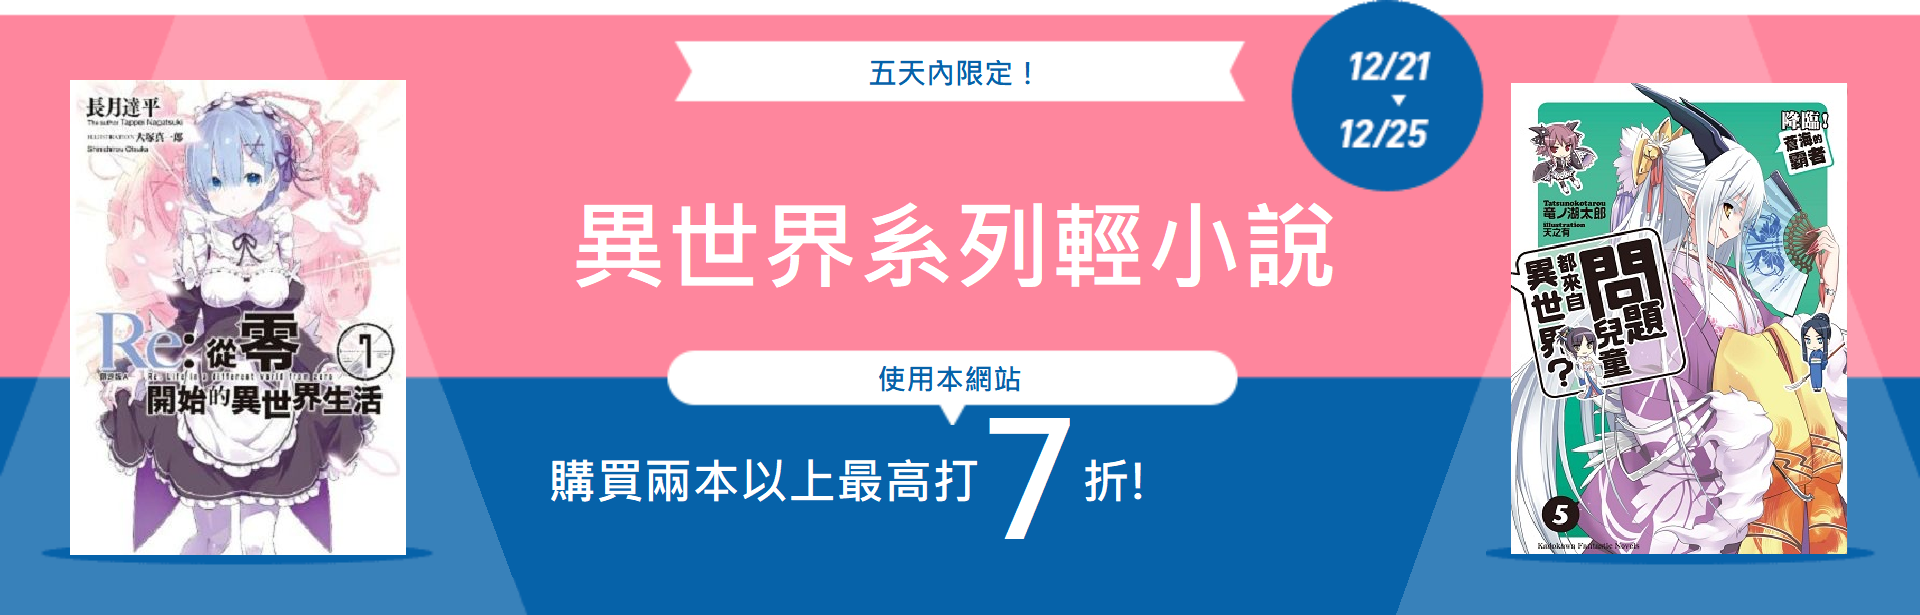 五天內限定！
12/21
12/25
異世界系列輕小說
使用本網站
購買兩本以上最高打7折!
長月達平
The author Tappei Nagatsuki
ILLUSTRATION 大塚真一郎
Shinichirou Otsuka
Re:從零
7
Re: Life in a different world from zero
開始的異世界生活
降臨!
蒼海的
霸者
Tatsunokotarou
竜ノ湖太郎
Illustration
天之有
問題兒童
都來自
異世界?
5
Kadokawa Fantastic Novels